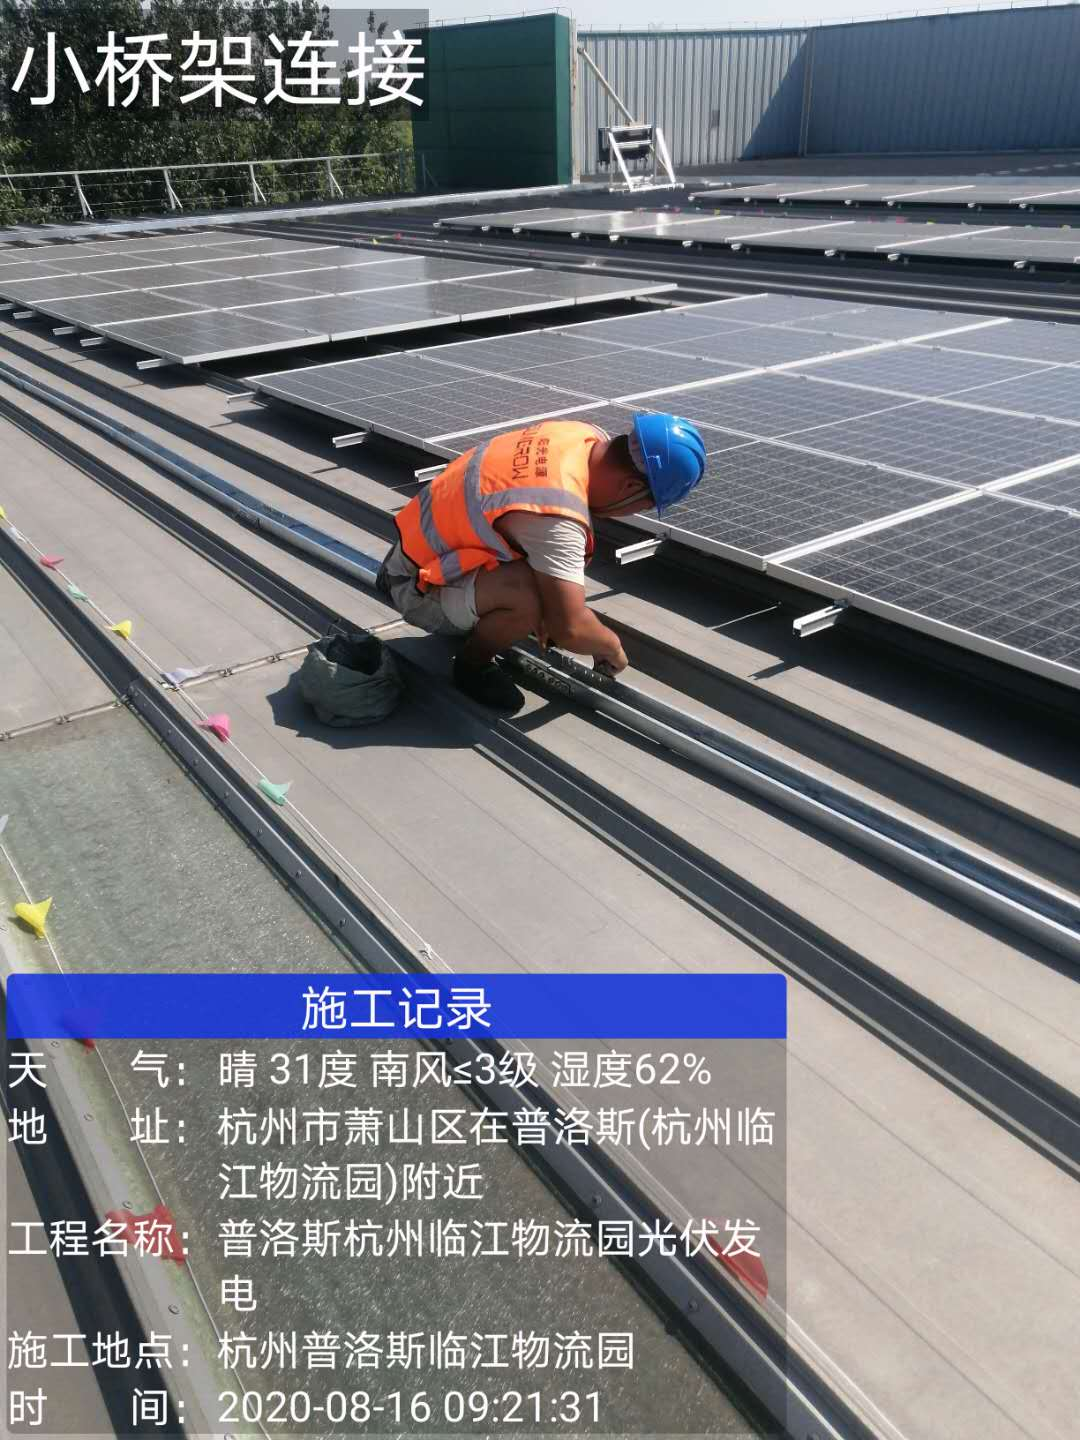 小桥架连接
施工记录
天 气：晴 31度 南风≤3级 湿度62%
地 址：杭州市萧山区在普洛斯(杭州临
江物流园)附近
工程名称：普洛斯杭州临江物流园光伏发
电
施工地点：杭州普洛斯临江物流园
时 间：2020-08-16 09:21:31